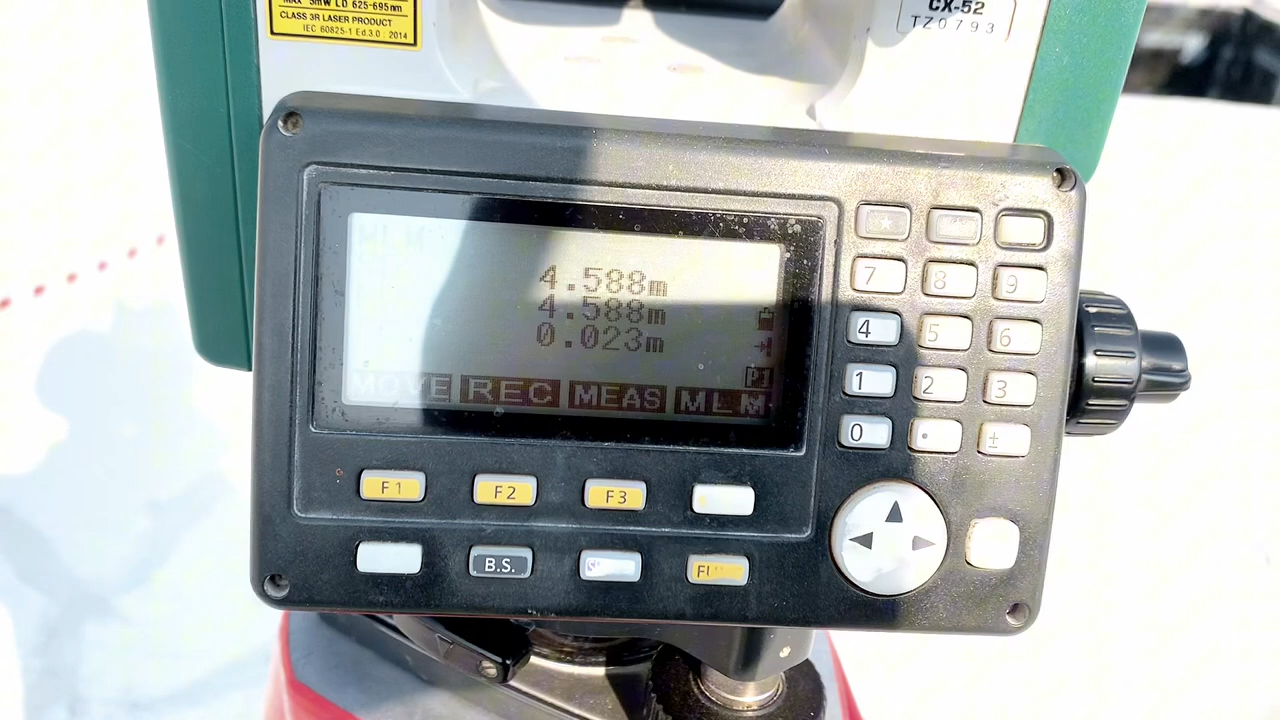 MAX 5mW LD 625-695nm
CLASS 3R LASER PRODUCT
IEC 60825-1 Ed.3.0 : 2014
CX-52
TZ0793
MLM
4.588m
4.588m
0.023m
P1
MOVE REC MEAS MLM
7 8 9
4 5 6
1 2 3
0 . ±
F1 F2 F3
B.S.